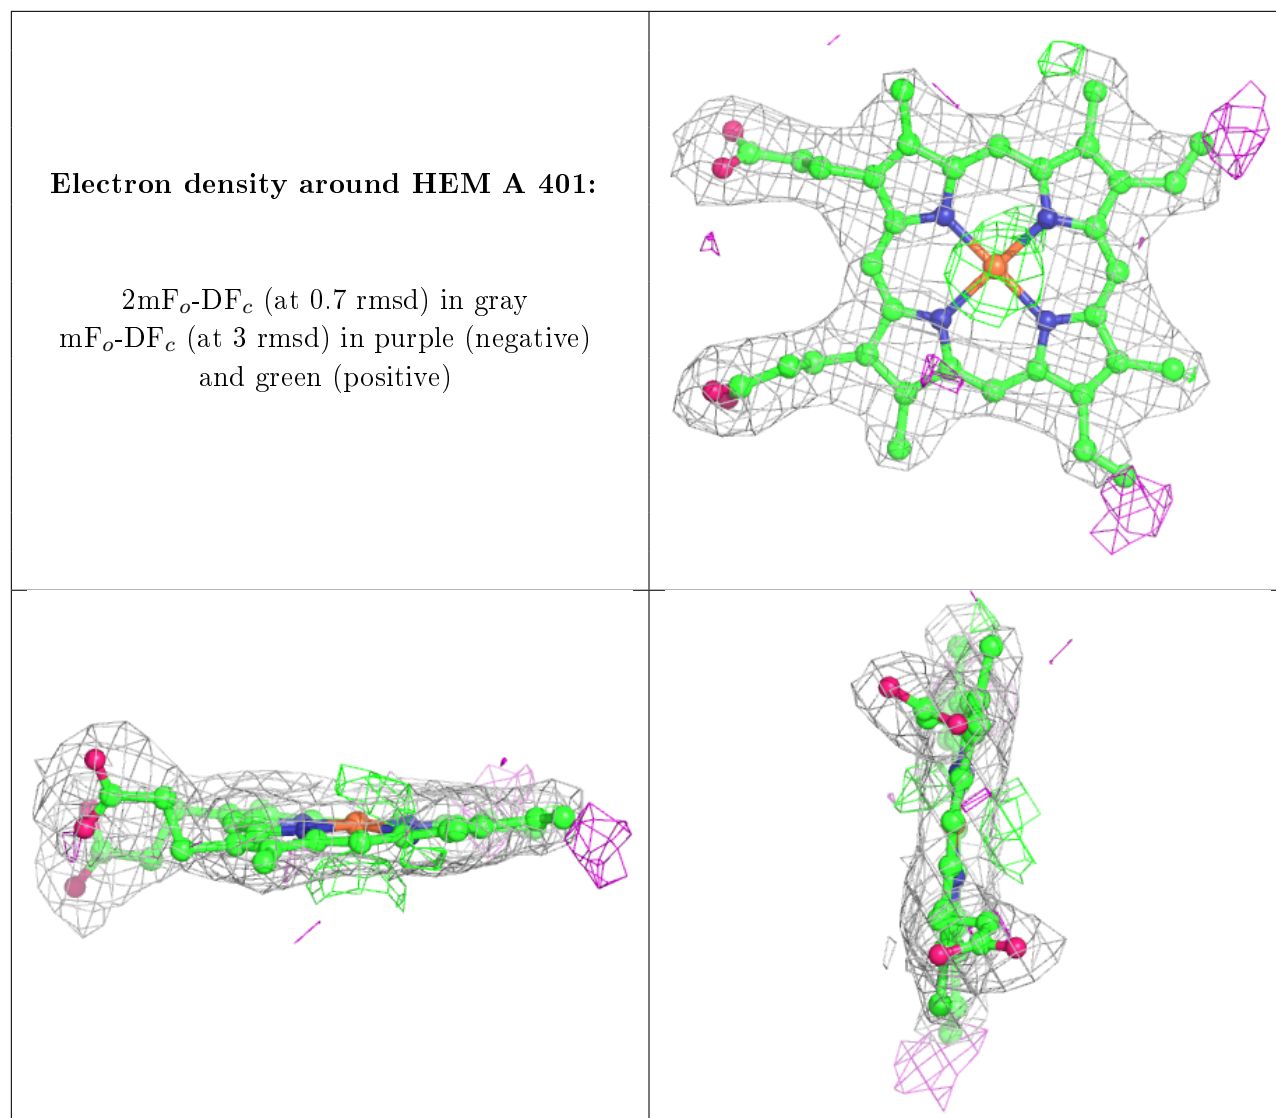 Electron density around HEM A 401:
2mFₒ-DF𝒸 (at 0.7 rmsd) in gray
mFₒ-DF𝒸 (at 3 rmsd) in purple (negative)
and green (positive)